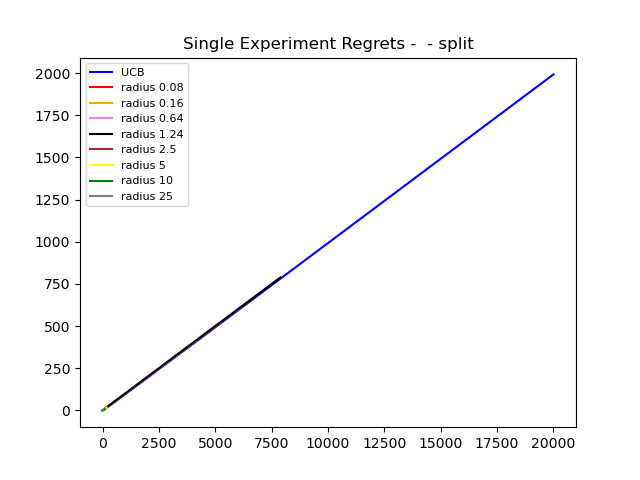 Single Experiment Regrets -  - split
UCB
radius 0.08
radius 0.16
radius 0.64
radius 1.24
radius 2.5
radius 5
radius 10
radius 25
2000
1750
1500
1250
1000
750
500
250
0
0 2500 5000 7500 10000 12500 15000 17500 20000